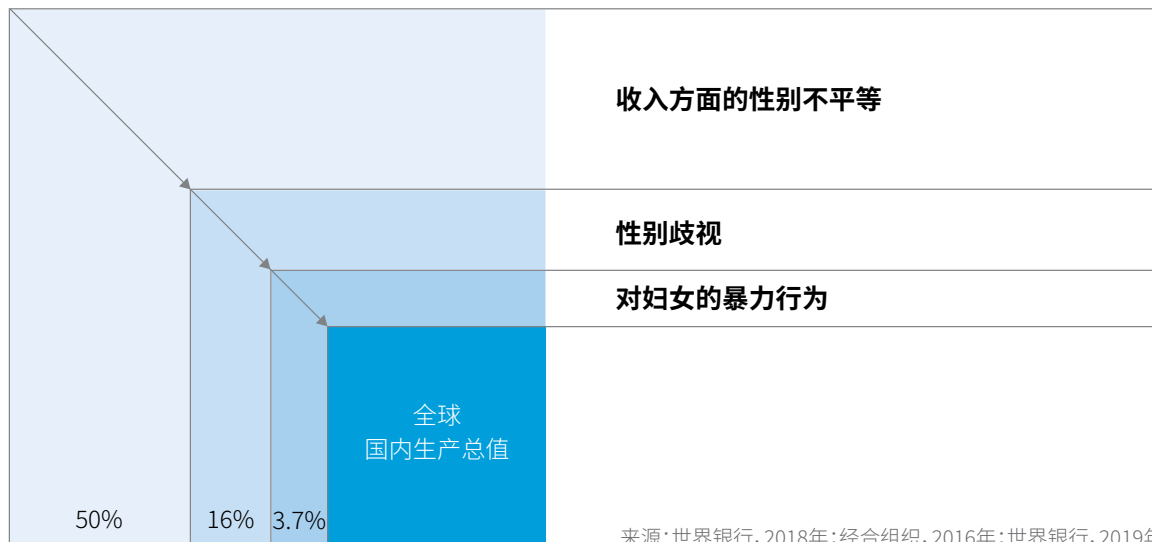 收入方面的性别不平等
性别歧视
对妇女的暴力行为
全球
国内生产总值
50%
16%
3.7%
来源：世界银行，2018年；经合组织，2016年；世界银行，2019年